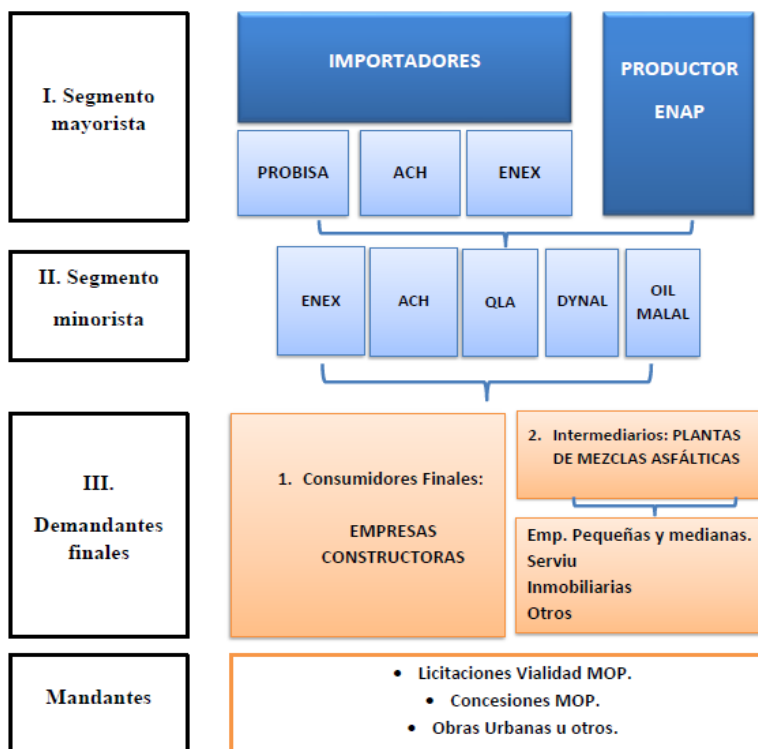 I. Segmento
mayorista
IMPORTADORES
PRODUCTOR
ENAP
PROBISA
ACH
ENEX
II. Segmento
minorista
ENEX
ACH
QLA
DYNAL
OIL
MALAL
III.
Demandantes
finales
1. Consumidores Finales:
EMPRESAS
CONSTRUCTORAS
2. Intermediarios: PLANTAS
DE MEZCLAS ASFÁLTICAS
Emp. Pequeñas y medianas.
Serviu
Inmobiliarias
Otros
Mandantes
• Licitaciones Vialidad MOP.
• Concesiones MOP.
• Obras Urbanas u otros.